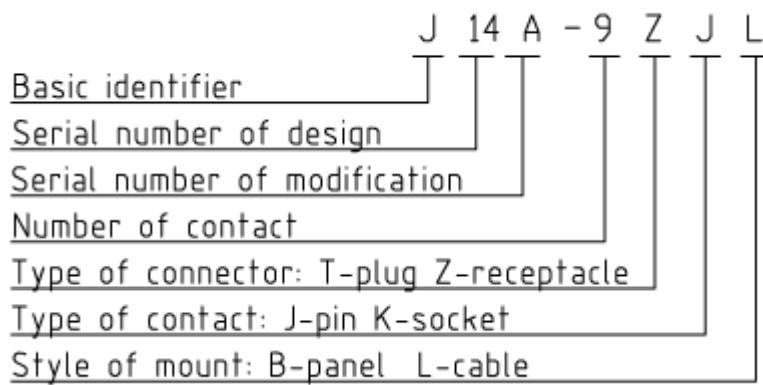 J 14 A - 9 Z J L
Basic identifier
Serial number of design
Serial number of modification
Number of contact
Type of connector: T-plug Z-receptacle
Type of contact: J-pin K-socket
Style of mount: B-panel L-cable